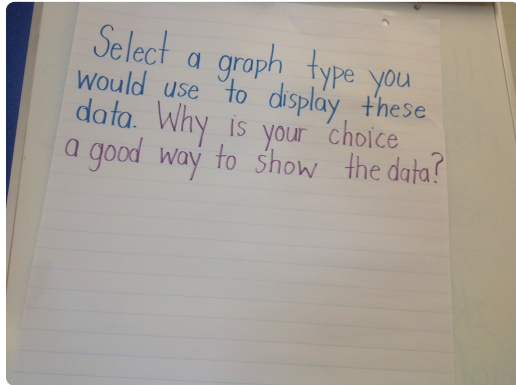 Select a graph type you
would use to display these
data. Why is your choice
a good way to show the data?